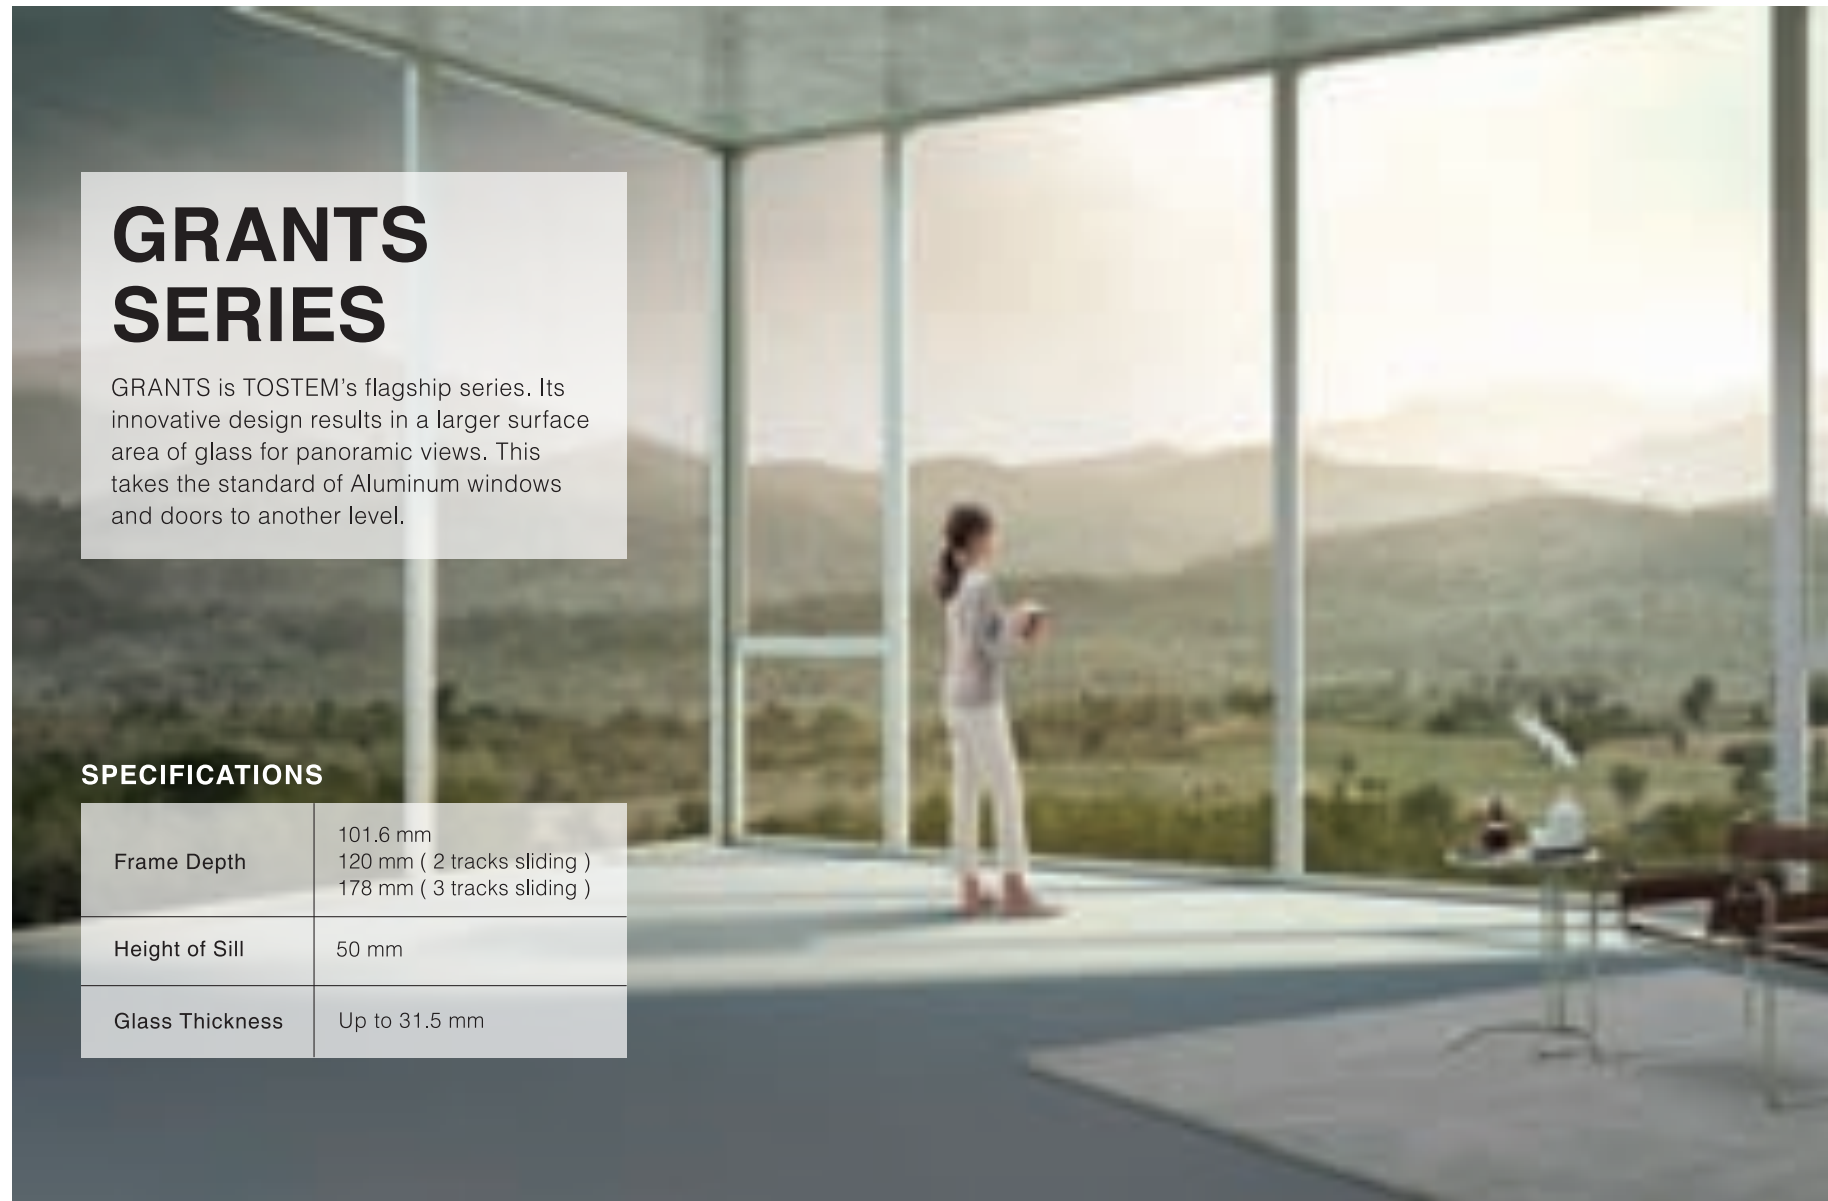 GRANTS
SERIES
GRANTS is TOSTEM’s flagship series. Its
innovative design results in a larger surface
area of glass for panoramic views. This
takes the standard of Aluminum windows
and doors to another level.
SPECIFICATIONS
Frame Depth
101.6 mm
120 mm ( 2 tracks sliding )
178 mm ( 3 tracks sliding )
Height of Sill
50 mm
Glass Thickness
Up to 31.5 mm